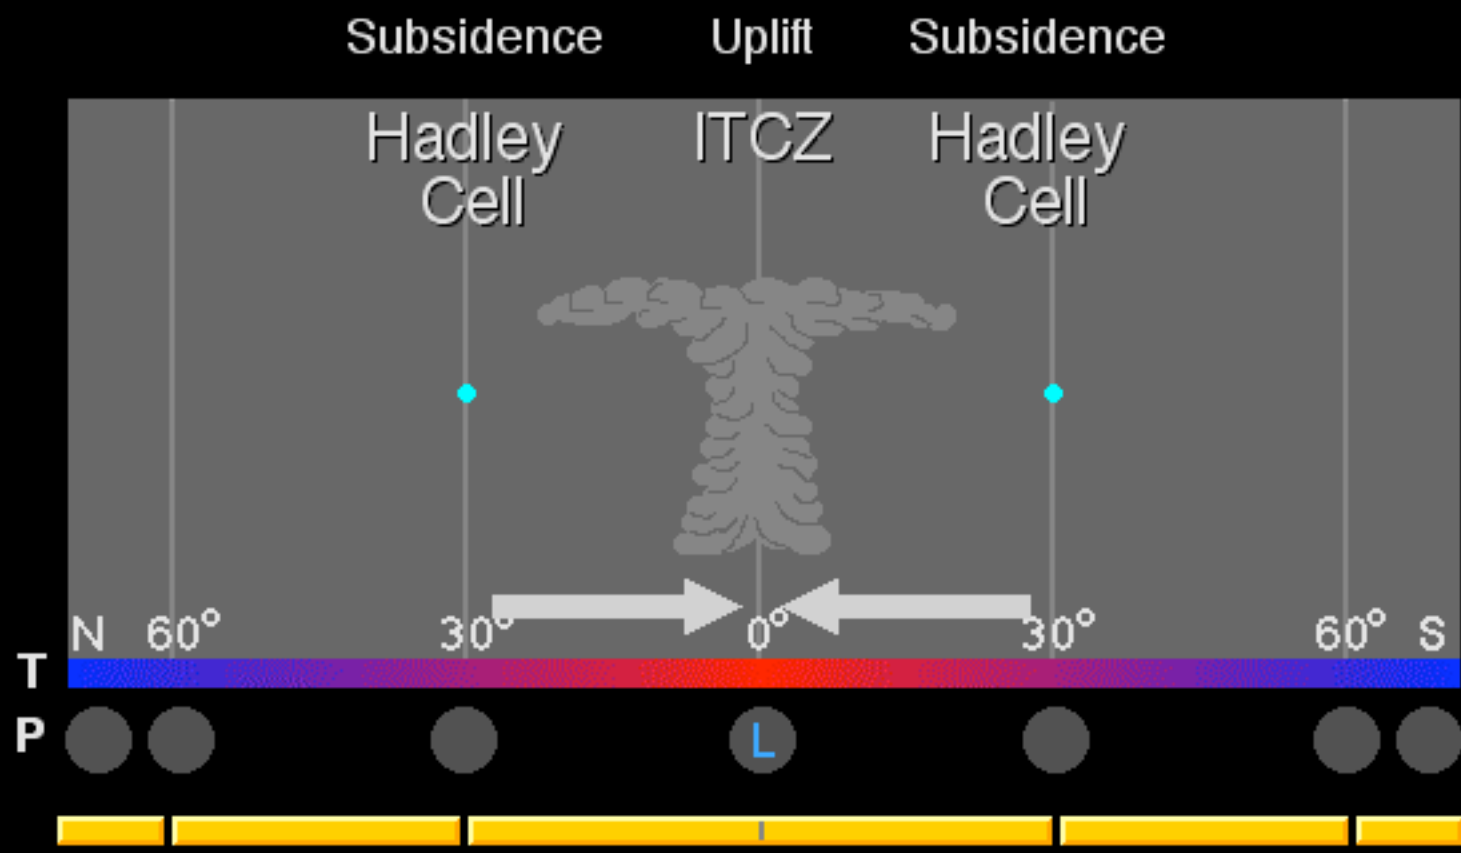 Subsidence Uplift Subsidence
Hadley Cell ITCZ Hadley Cell
N 60° 30° 0° 30° 60° S
T
P L